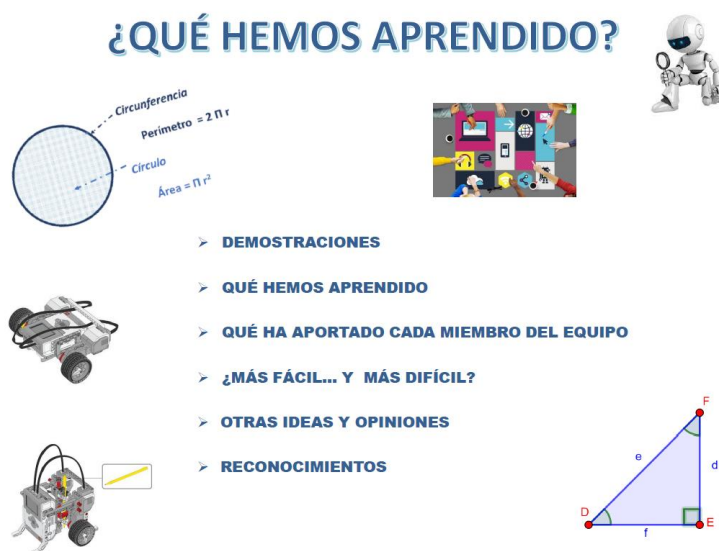 ¿QUÉ HEMOS APRENDIDO?
Circunferencia
Perimetro = 2 Π r
Círculo
Área = Π r²
➢ DEMOSTRACIONES
➢ QUÉ HEMOS APRENDIDO
➢ QUÉ HA APORTADO CADA MIEMBRO DEL EQUIPO
➢ ¿MÁS FÁCIL... Y MÁS DIFÍCIL?
➢ OTRAS IDEAS Y OPINIONES
➢ RECONOCIMIENTOS
F
e
d
D
E
f